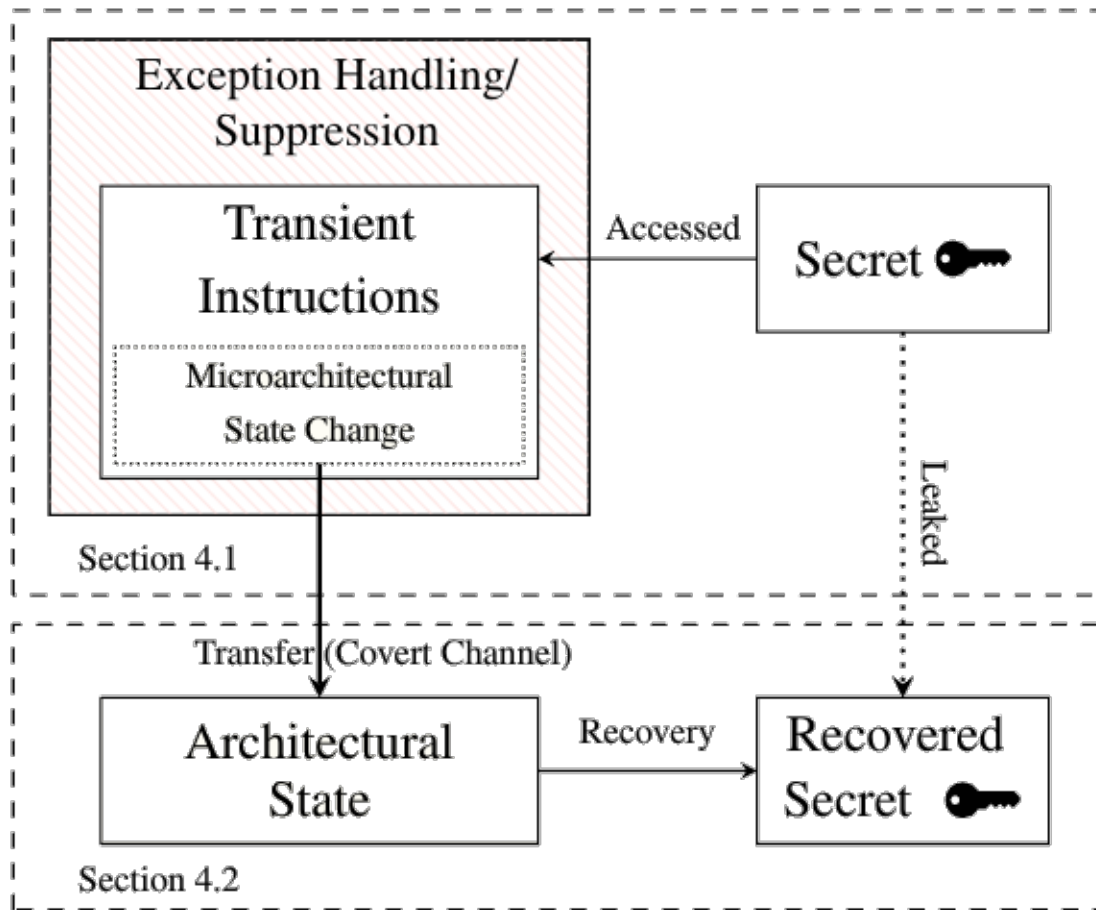 Exception Handling/
Suppression
Transient
Instructions
Microarchitectural
State Change
Accessed
Secret
Leaked
Section 4.1
Transfer (Covert Channel)
Architectural
State
Recovery
Recovered
Secret
Section 4.2